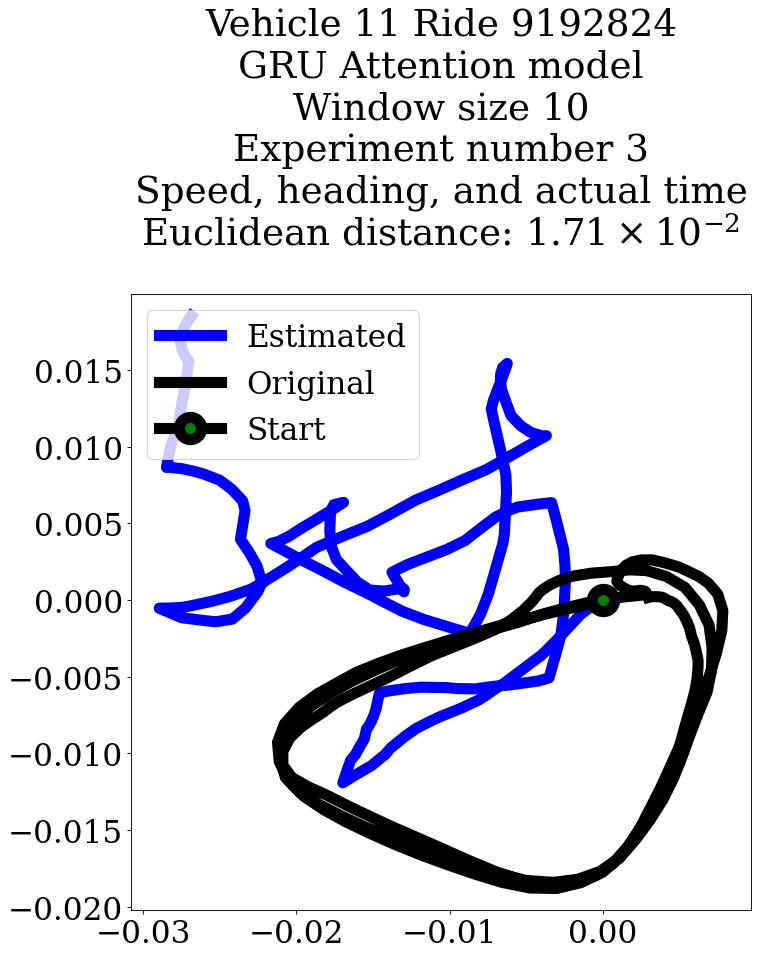 Vehicle 11 Ride 9192824
GRU Attention model
Window size 10
Experiment number 3
Speed, heading, and actual time
Euclidean distance: 1.71 × 10⁻²
Estimated
Original
Start
0.015
0.010
0.005
0.000
−0.005
−0.010
−0.015
−0.020
−0.03 −0.02 −0.01 0.00